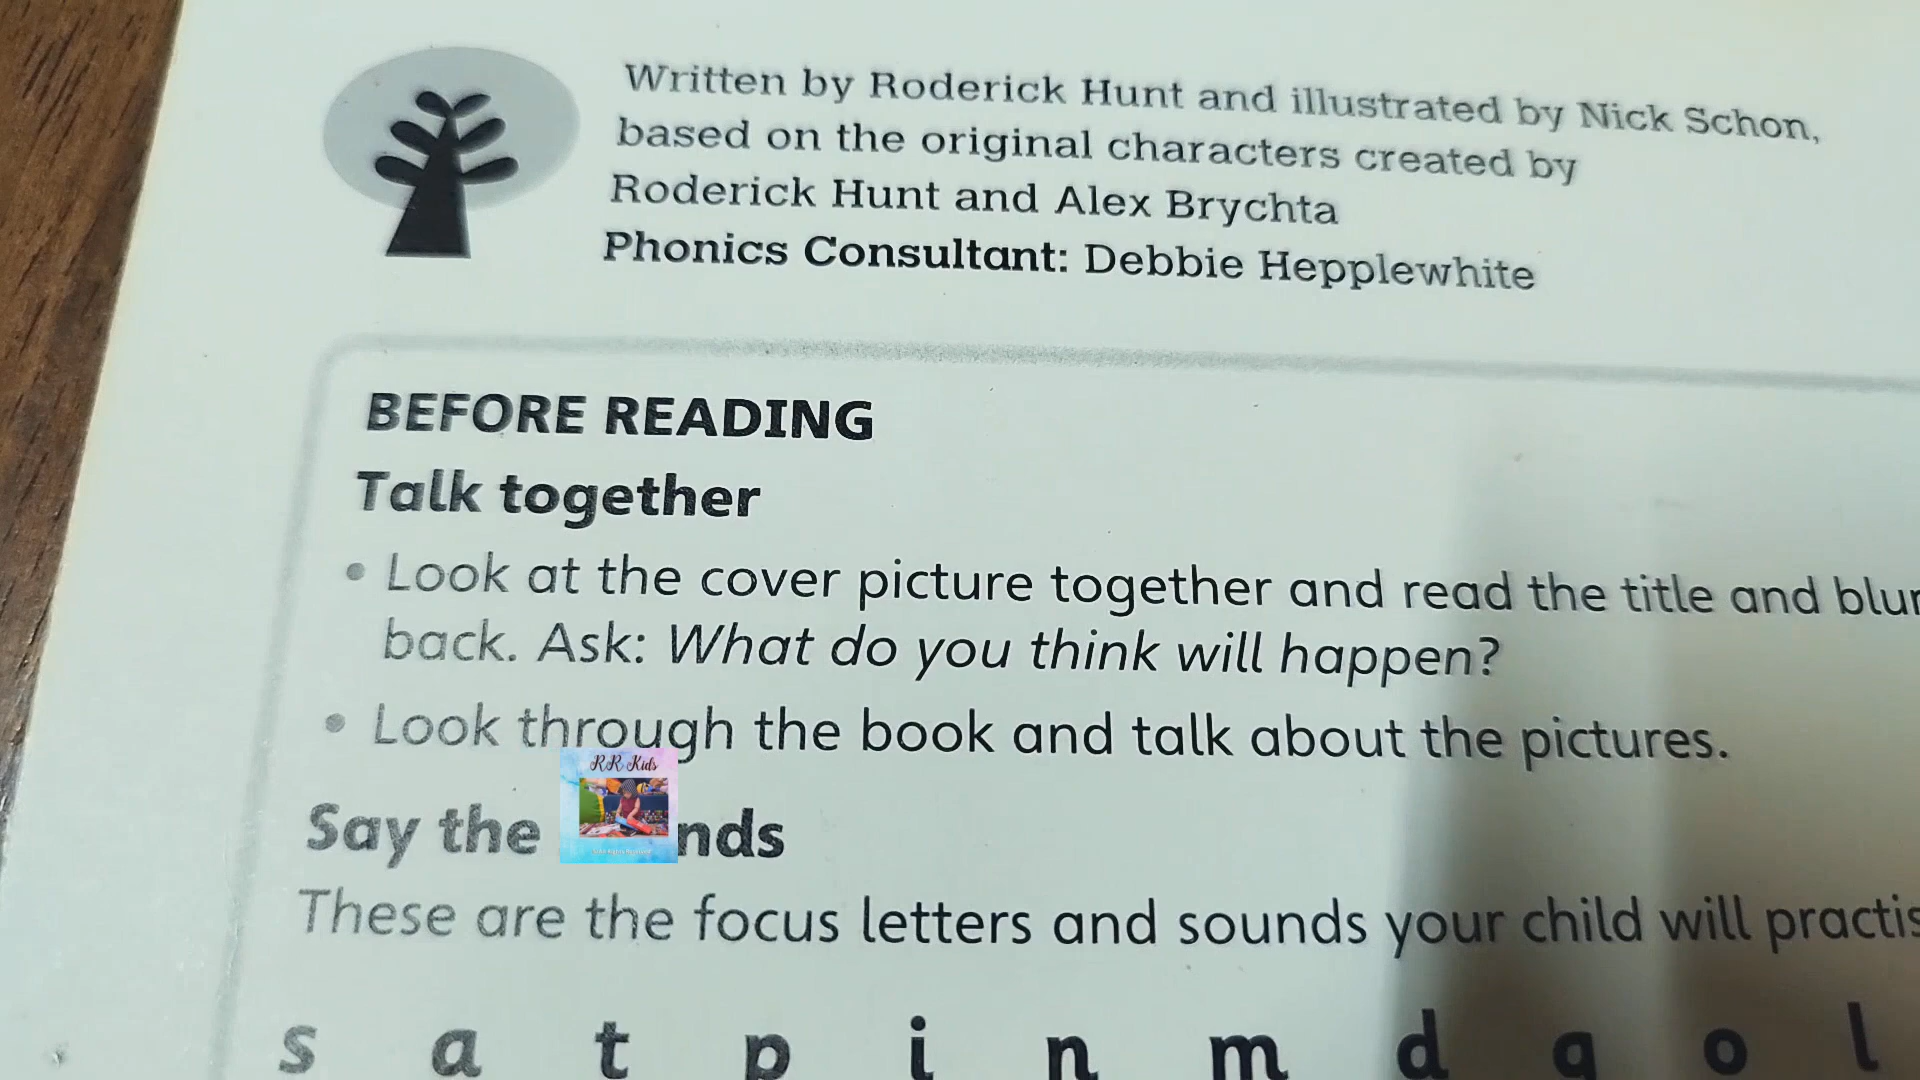 Written by Roderick Hunt and illustrated by Nick Schon,
based on the original characters created by
Roderick Hunt and Alex Brychta
Phonics Consultant: Debbie Hepplewhite
BEFORE READING
Talk together
• Look at the cover picture together and read the title and
back. Ask: What do you think will happen?
• Look through the book and talk about the pictures.
RR Kids
Say the nds
These are the focus letters and sounds your child will
s a t p i n m d g o l